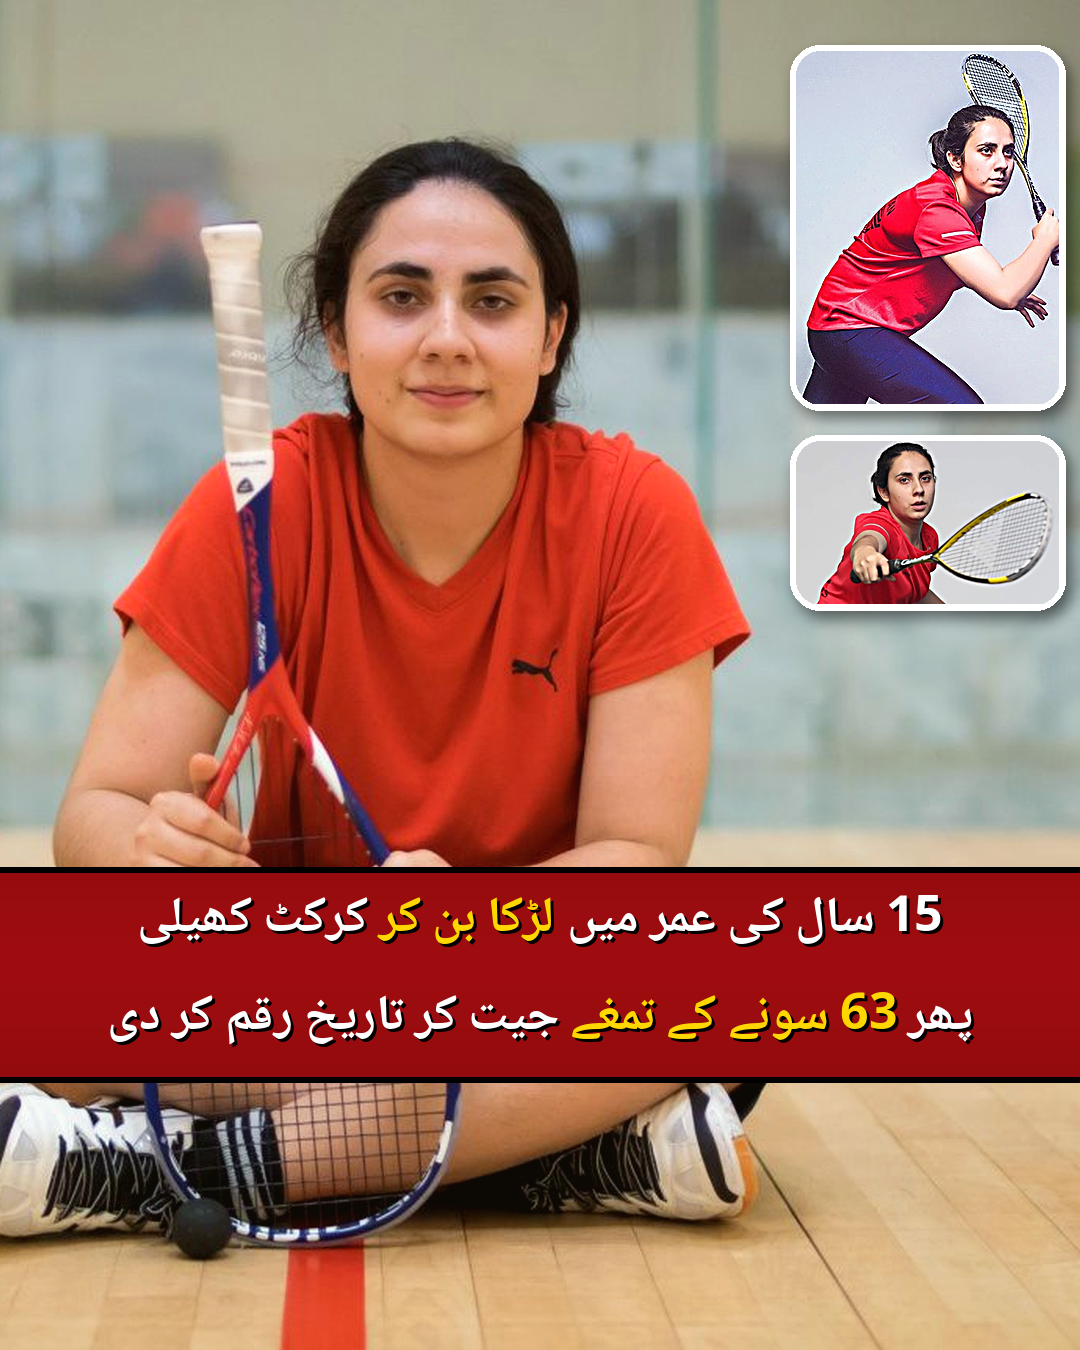 15 سال کی عمر میں لڑکا بن کر کرکٹ کھیلی
پھر 63 سونے کے تمغے جیت کر تاریخ رقم کر دی